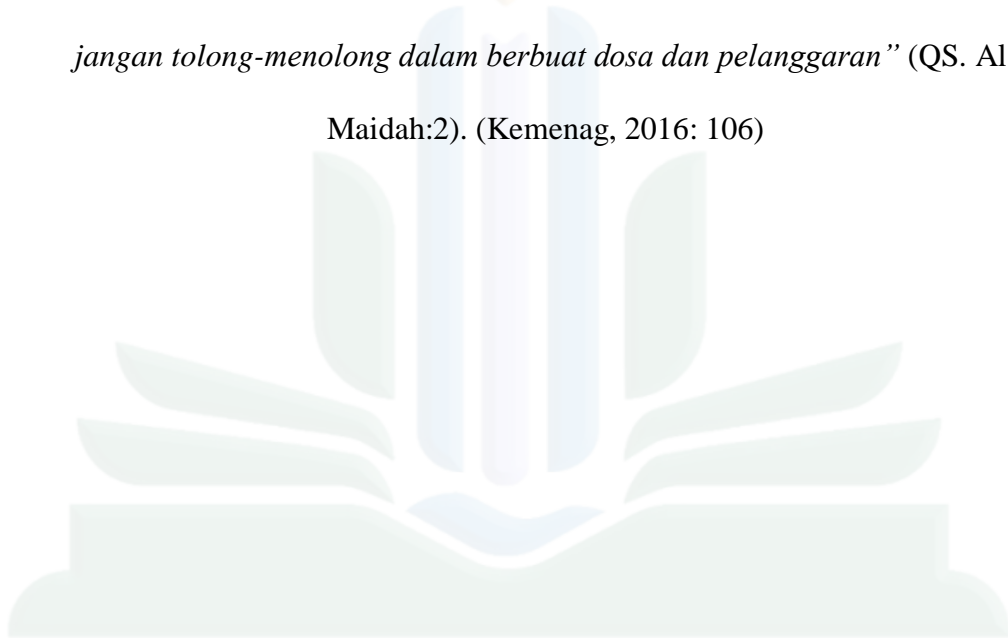 jangan tolong-menolong dalam berbuat dosa dan pelanggaran” (QS. Al
Maidah:2). (Kemenag, 2016: 106)